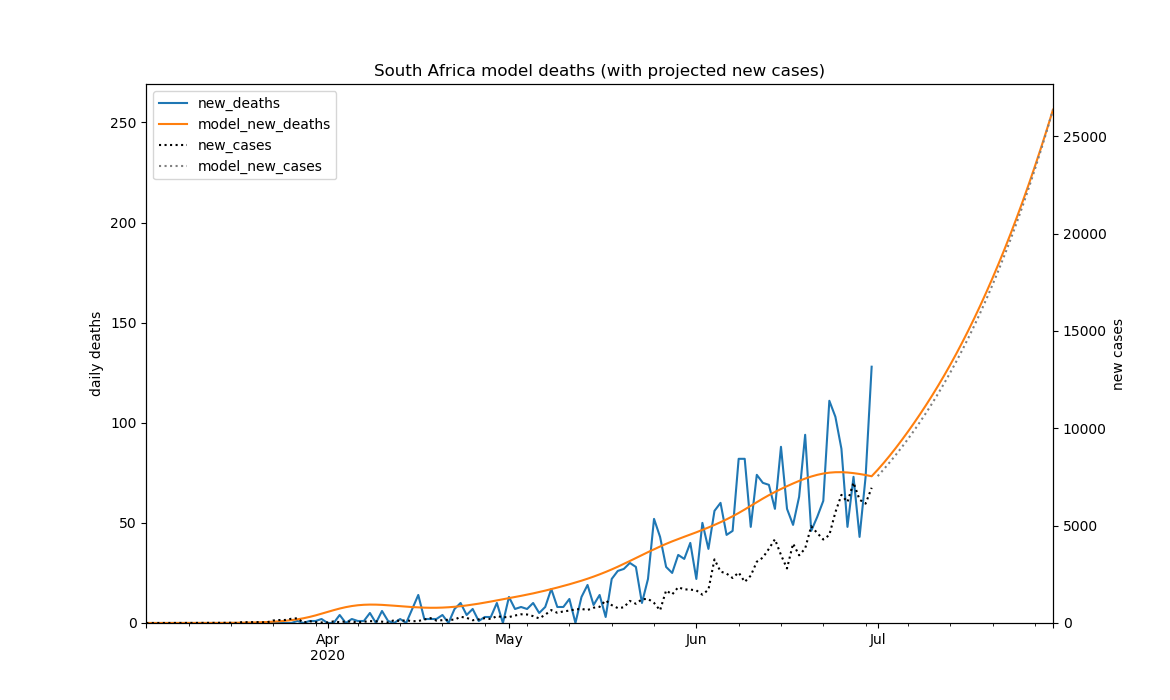 South Africa model deaths (with projected new cases)
new_deaths
model_new_deaths
new_cases
model_new_cases
250
200
150
100
50
0
daily deaths
25000
20000
15000
10000
5000
0
new cases
Apr
2020
May
Jun
Jul